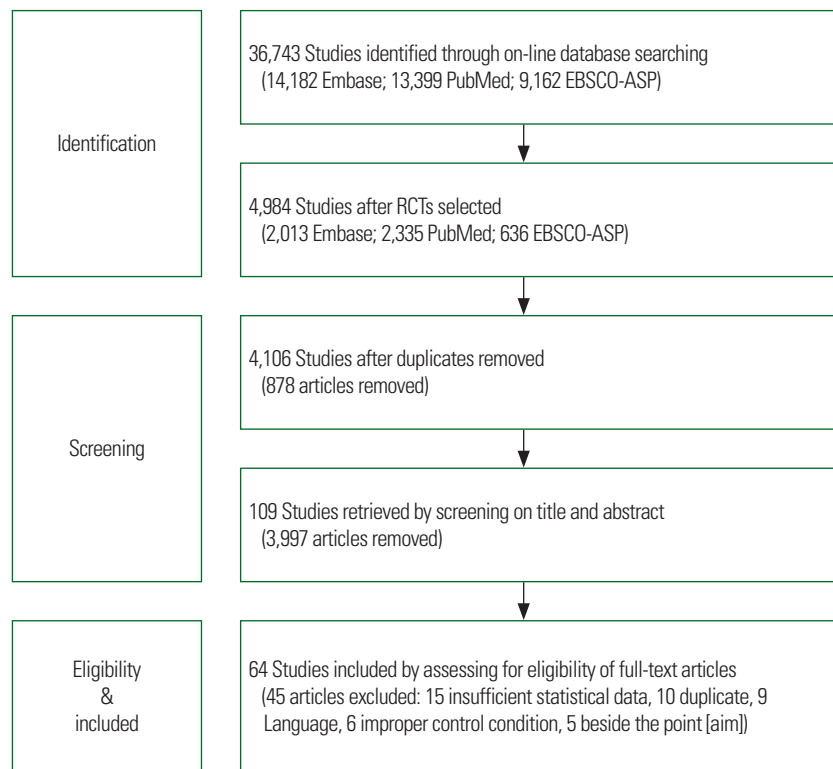 Identification
36,743 Studies identified through on-line database searching
(14,182 Embase; 13,399 PubMed; 9,162 EBSCO-ASP)
4,984 Studies after RCTs selected
(2,013 Embase; 2,335 PubMed; 636 EBSCO-ASP)
Screening
4,106 Studies after duplicates removed
(878 articles removed)
109 Studies retrieved by screening on title and abstract
(3,997 articles removed)
Eligibility
&
included
64 Studies included by assessing for eligibility of full-text articles
(45 articles excluded: 15 insufficient statistical data, 10 duplicate, 9
Language, 6 improper control condition, 5 beside the point [aim])